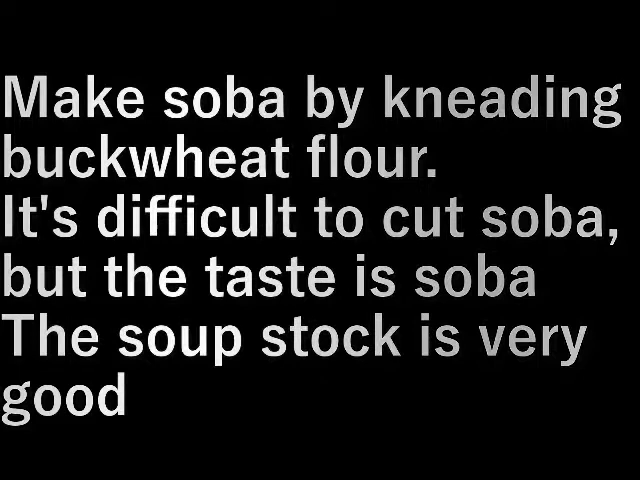 Make soba by kneading
buckwheat flour.
It's difficult to cut soba,
but the taste is soba
The soup stock is very
good